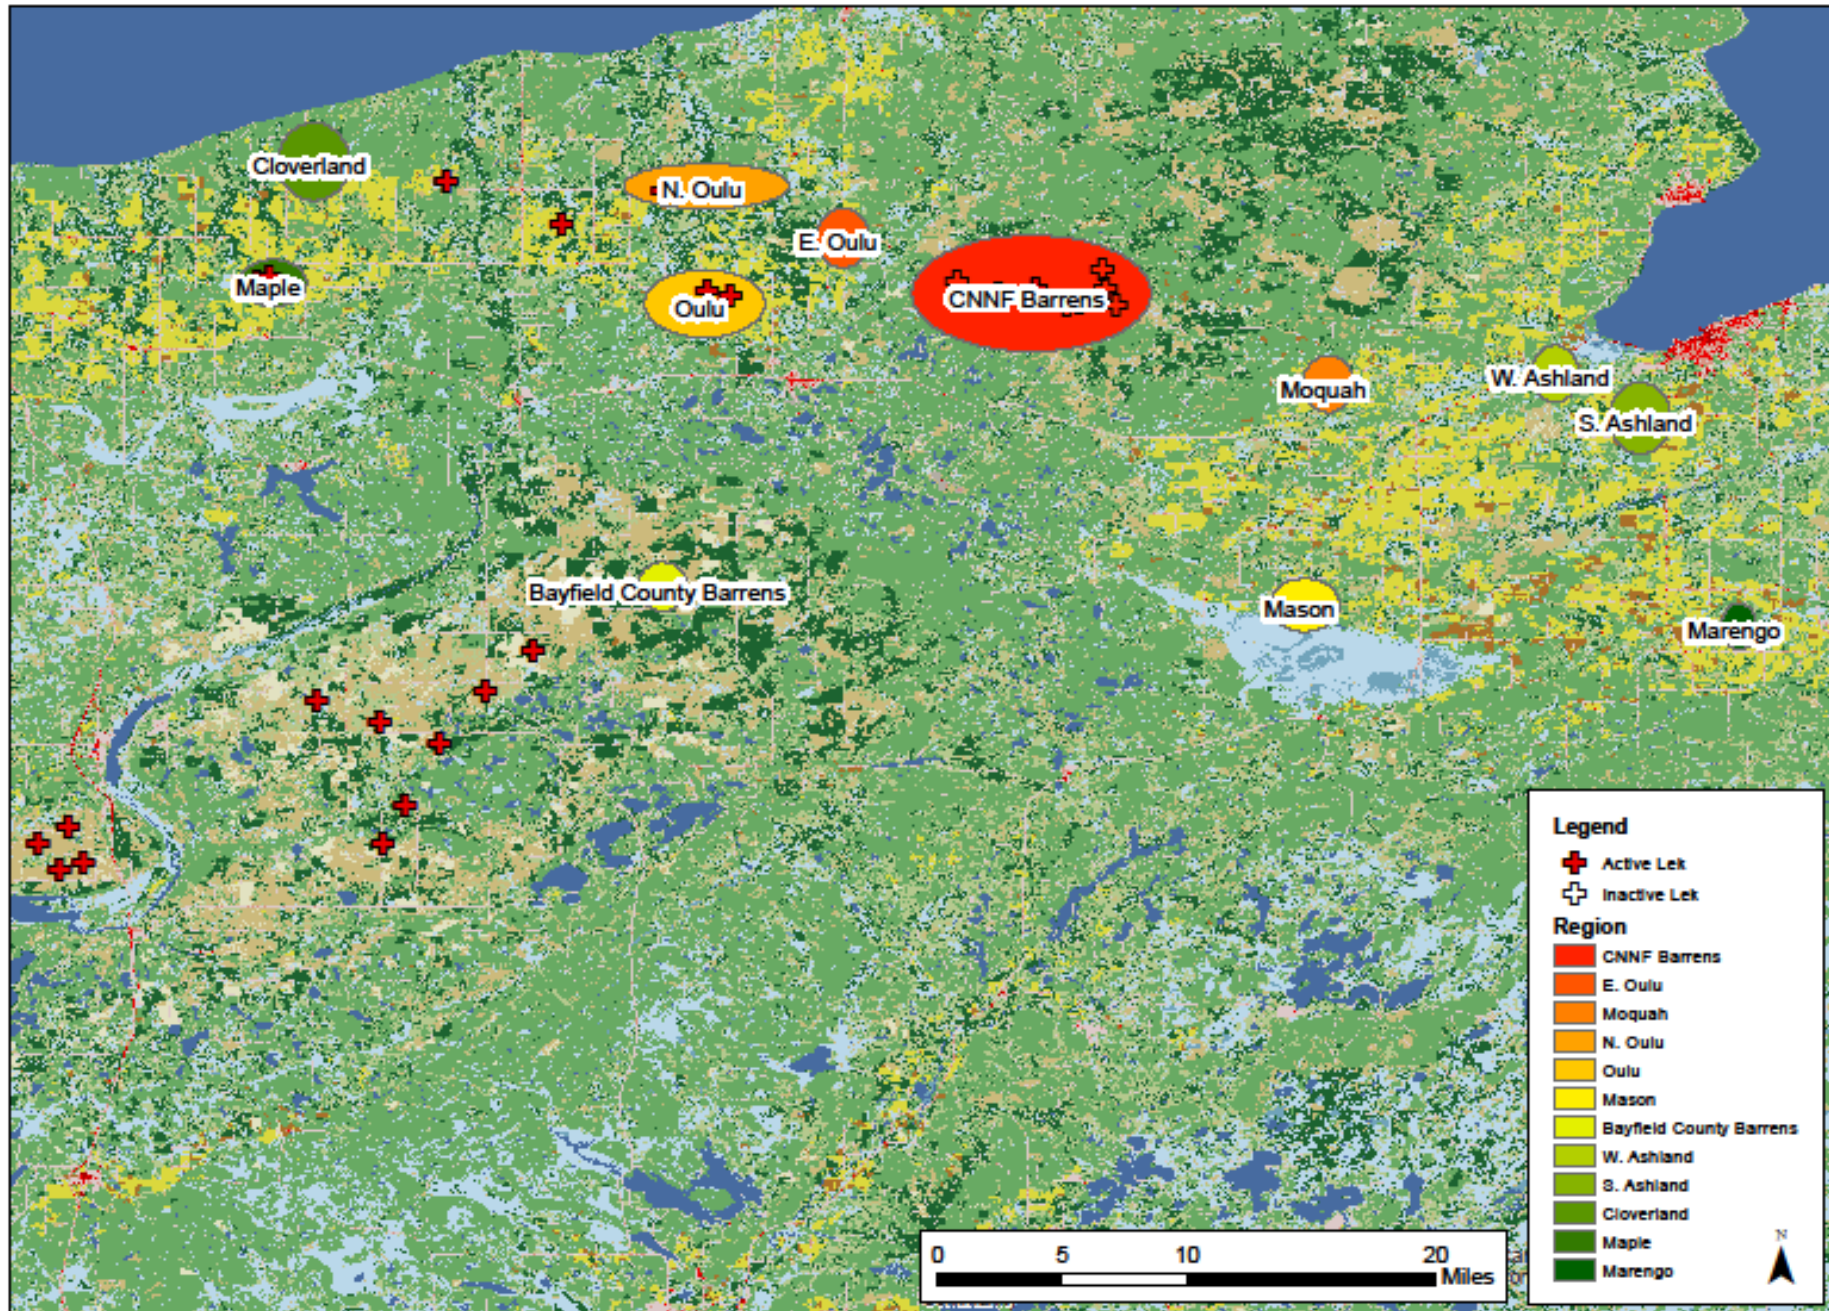 Cloverland
N. Oulu
E. Oulu
Maple
Oulu
CNNF Barrens
Moquah
W. Ashland
S. Ashland
Bayfield County Barrens
Mason
Marengo
Legend
Active Lek
Inactive Lek
Region
CNNF Barrens
E. Oulu
Moquah
N. Oulu
Oulu
Mason
Bayfield County Barrens
W. Ashland
S. Ashland
Cloverland
Maple
Marengo
N
0 5 10 20
Miles